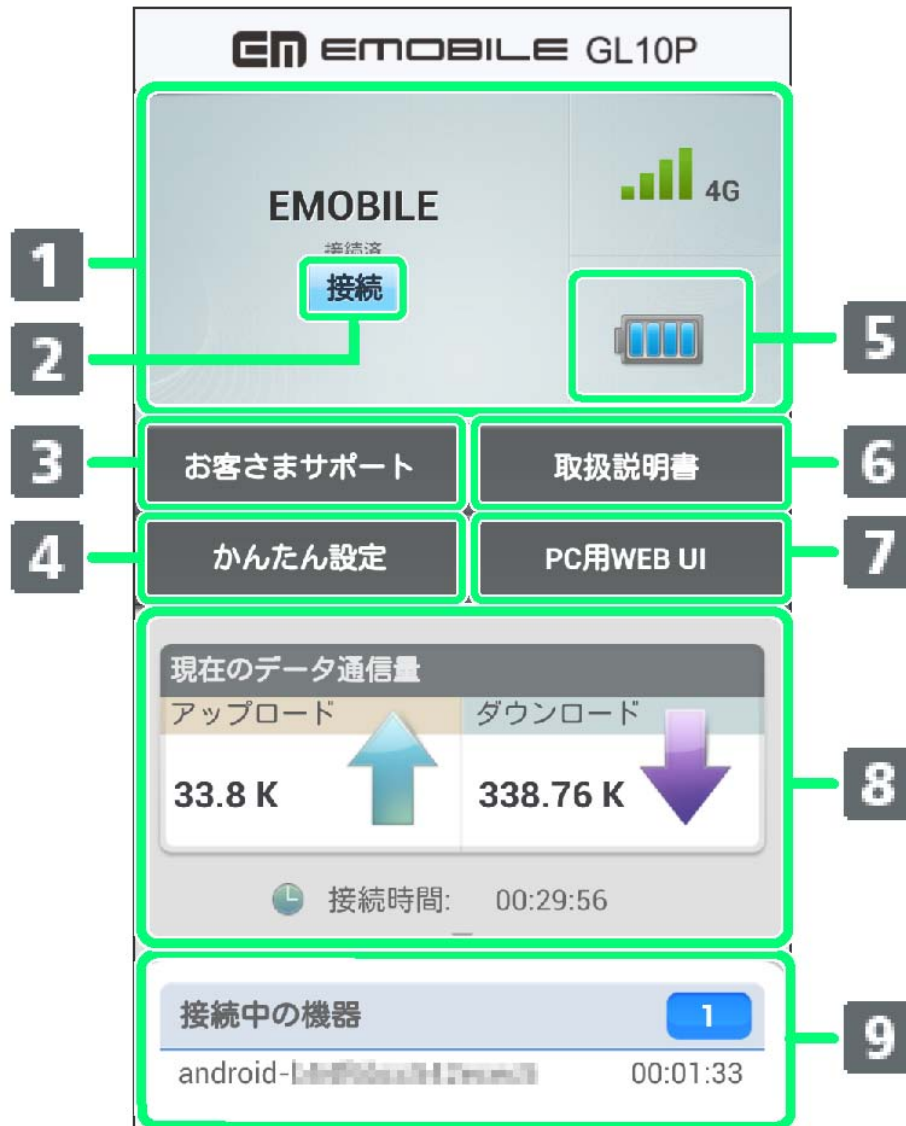 EM EMOBILE GL10P
EMOBILE
4G
接続済
1
接続
2
5
3
お客さまサポート
取扱説明書
6
4
かんたん設定
PC用WEB UI
7
現在のデータ通信量
アップロード
ダウンロード
33.8 K
338.76 K
8
接続時間: 00:29:56
接続中の機器
1
9
android-
00:01:33